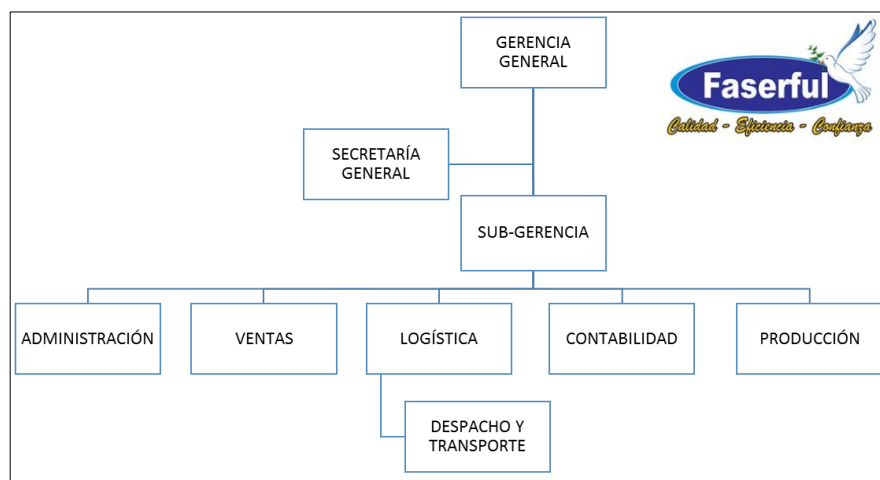 GERENCIA
GENERAL
Faserful
Calidad - Eficiencia - Confianza
SECRETARÍA
GENERAL
SUB-GERENCIA
ADMINISTRACIÓN
VENTAS
LOGÍSTICA
CONTABILIDAD
PRODUCCIÓN
DESPACHO Y
TRANSPORTE